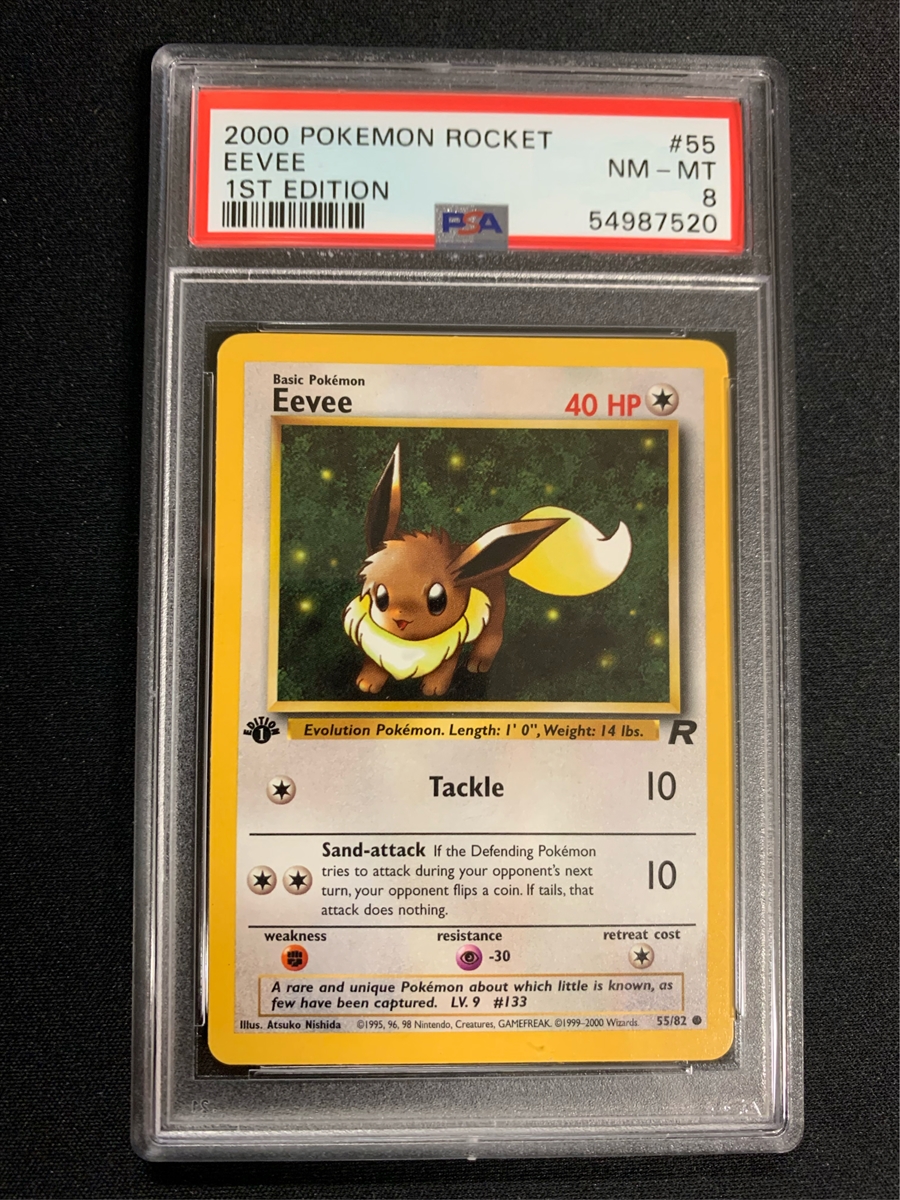 2000 POKEMON ROCKET #55
EEVEE NM - MT
1ST EDITION 8
PSA 54987520
Basic Pokémon
Eevee 40 HP
EDITION 1
Evolution Pokémon. Length: 1' 0", Weight: 14 lbs. R
Tackle 10
Sand-attack If the Defending Pokémon
tries to attack during your opponent's next
turn, your opponent flips a coin. If tails, that
attack does nothing.
10
weakness resistance retreat cost
-30
A rare and unique Pokémon about which little is known, as
few have been captured. LV. 9 #133
Illus. Atsuko Nishida ©1995, 96, 98 Nintendo, Creatures, GAMEFREAK. ©1999-2000 Wizards. 55/82